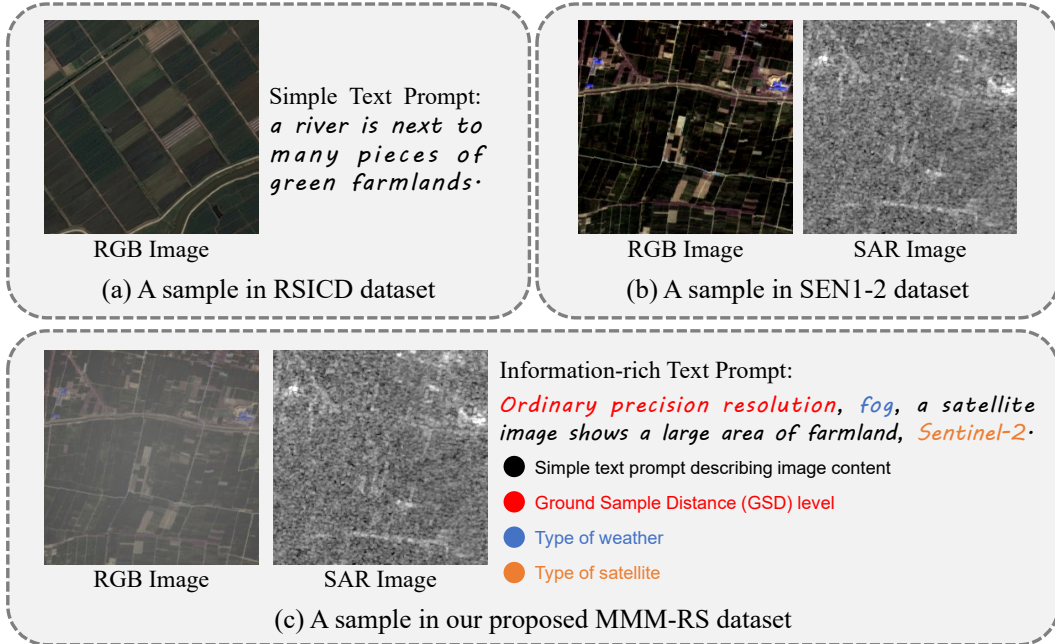 Simple Text Prompt:
a river is next to
many pieces of
green farmlands.
RGB Image
(a) A sample in RSICD dataset
RGB Image
SAR Image
(b) A sample in SEN1-2 dataset
RGB Image
SAR Image
Information-rich Text Prompt:
Ordinary precision resolution, fog, a satellite
image shows a large area of farmland, Sentinel-2.
Simple text prompt describing image content
Ground Sample Distance (GSD) level
Type of weather
Type of satellite
(c) A sample in our proposed MMM-RS dataset